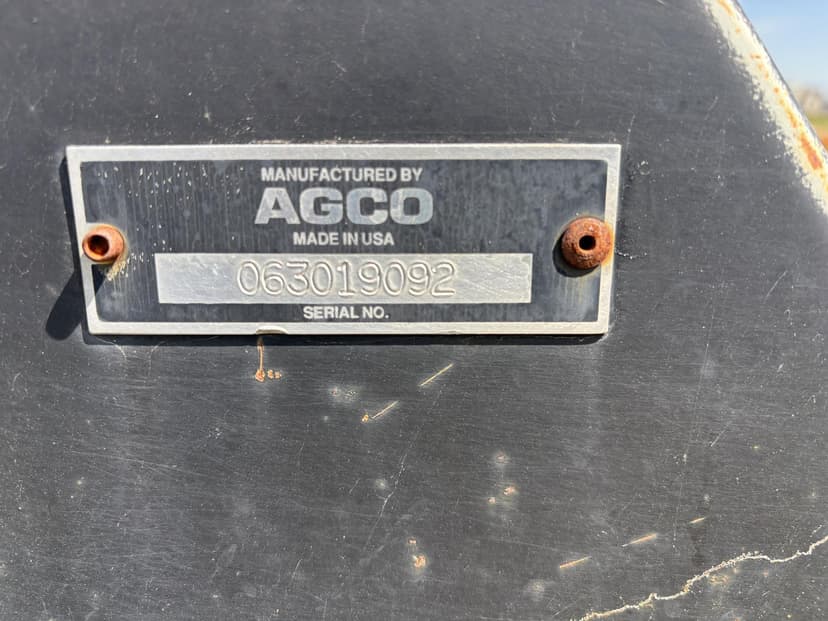 MANUFACTURED BY
AGCO
MADE IN USA
063019092
SERIAL NO.